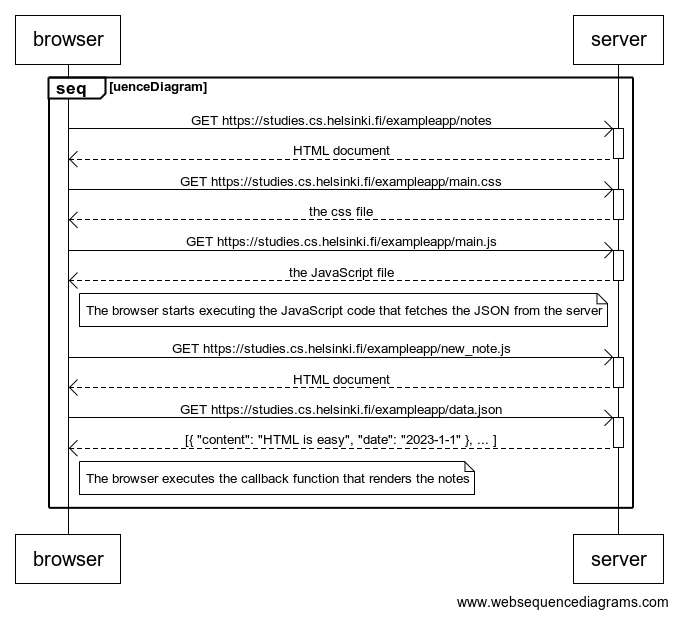 browser server
seq [uenceDiagram]
GET https://studies.cs.helsinki.fi/exampleapp/notes
HTML document
GET https://studies.cs.helsinki.fi/exampleapp/main.css
the css file
GET https://studies.cs.helsinki.fi/exampleapp/main.js
the JavaScript file
The browser starts executing the JavaScript code that fetches the JSON from the server
GET https://studies.cs.helsinki.fi/exampleapp/new_note.js
HTML document
GET https://studies.cs.helsinki.fi/exampleapp/data.json
[{ "content": "HTML is easy", "date": "2023-1-1" }, ... ]
The browser executes the callback function that renders the notes
browser server
www.websequencediagrams.com